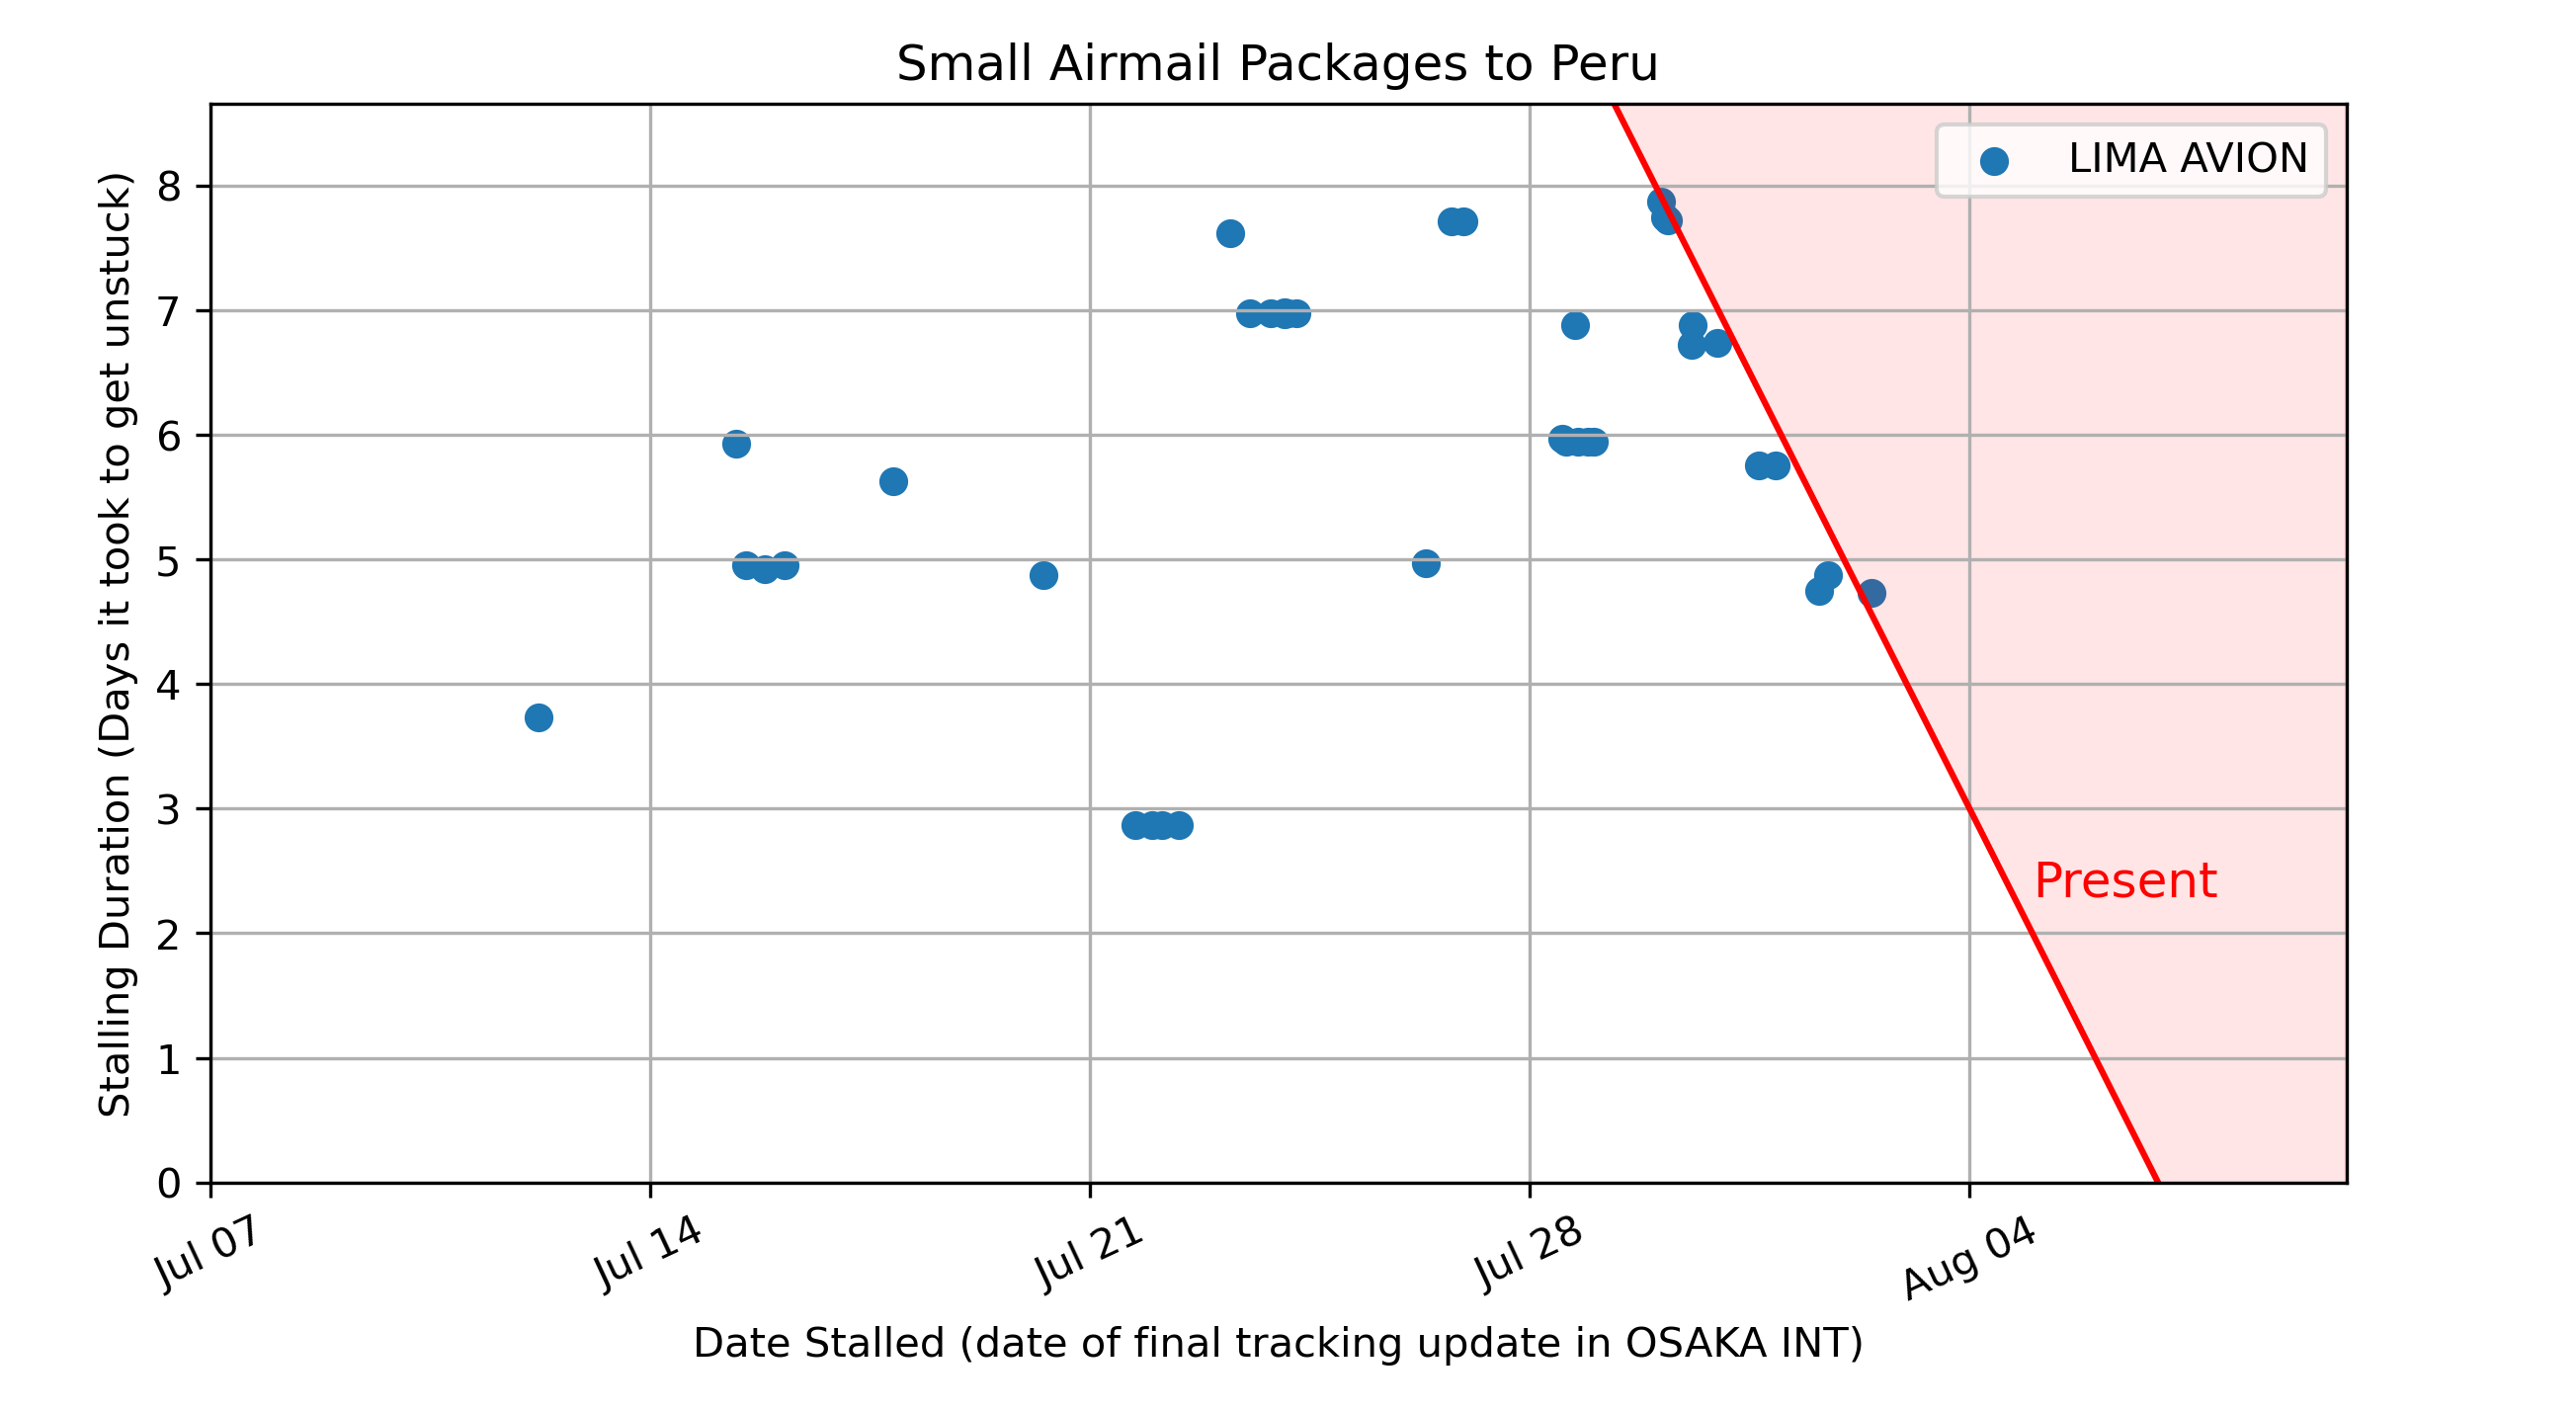 Small Airmail Packages to Peru
LIMA AVION
Stalling Duration (Days it took to get unstuck)
8
7
6
5
4
3
2
1
0
Present
Jul 07
Jul 14
Jul 21
Jul 28
Aug 04
Date Stalled (date of final tracking update in OSAKA INT)